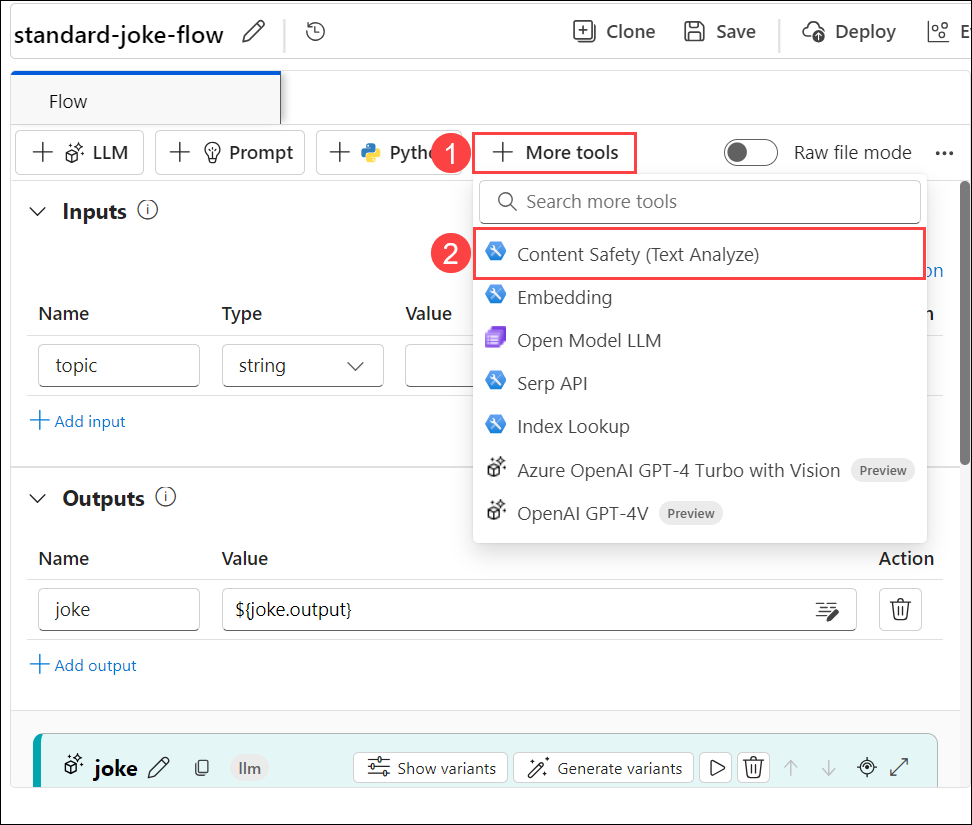 standard-joke-flow
Clone
Save
Deploy
Flow
LLM
Prompt
1
More tools
Raw file mode
Search more tools
Inputs
2
Content Safety (Text Analyze)
Embedding
Name
Type
Value
Open Model LLM
topic
string
Serp API
Add input
Index Lookup
Azure OpenAI GPT-4 Turbo with Vision
Preview
Outputs
OpenAI GPT-4V
Preview
Name
Value
Action
joke
${joke.output}
Add output
joke
llm
Show variants
Generate variants